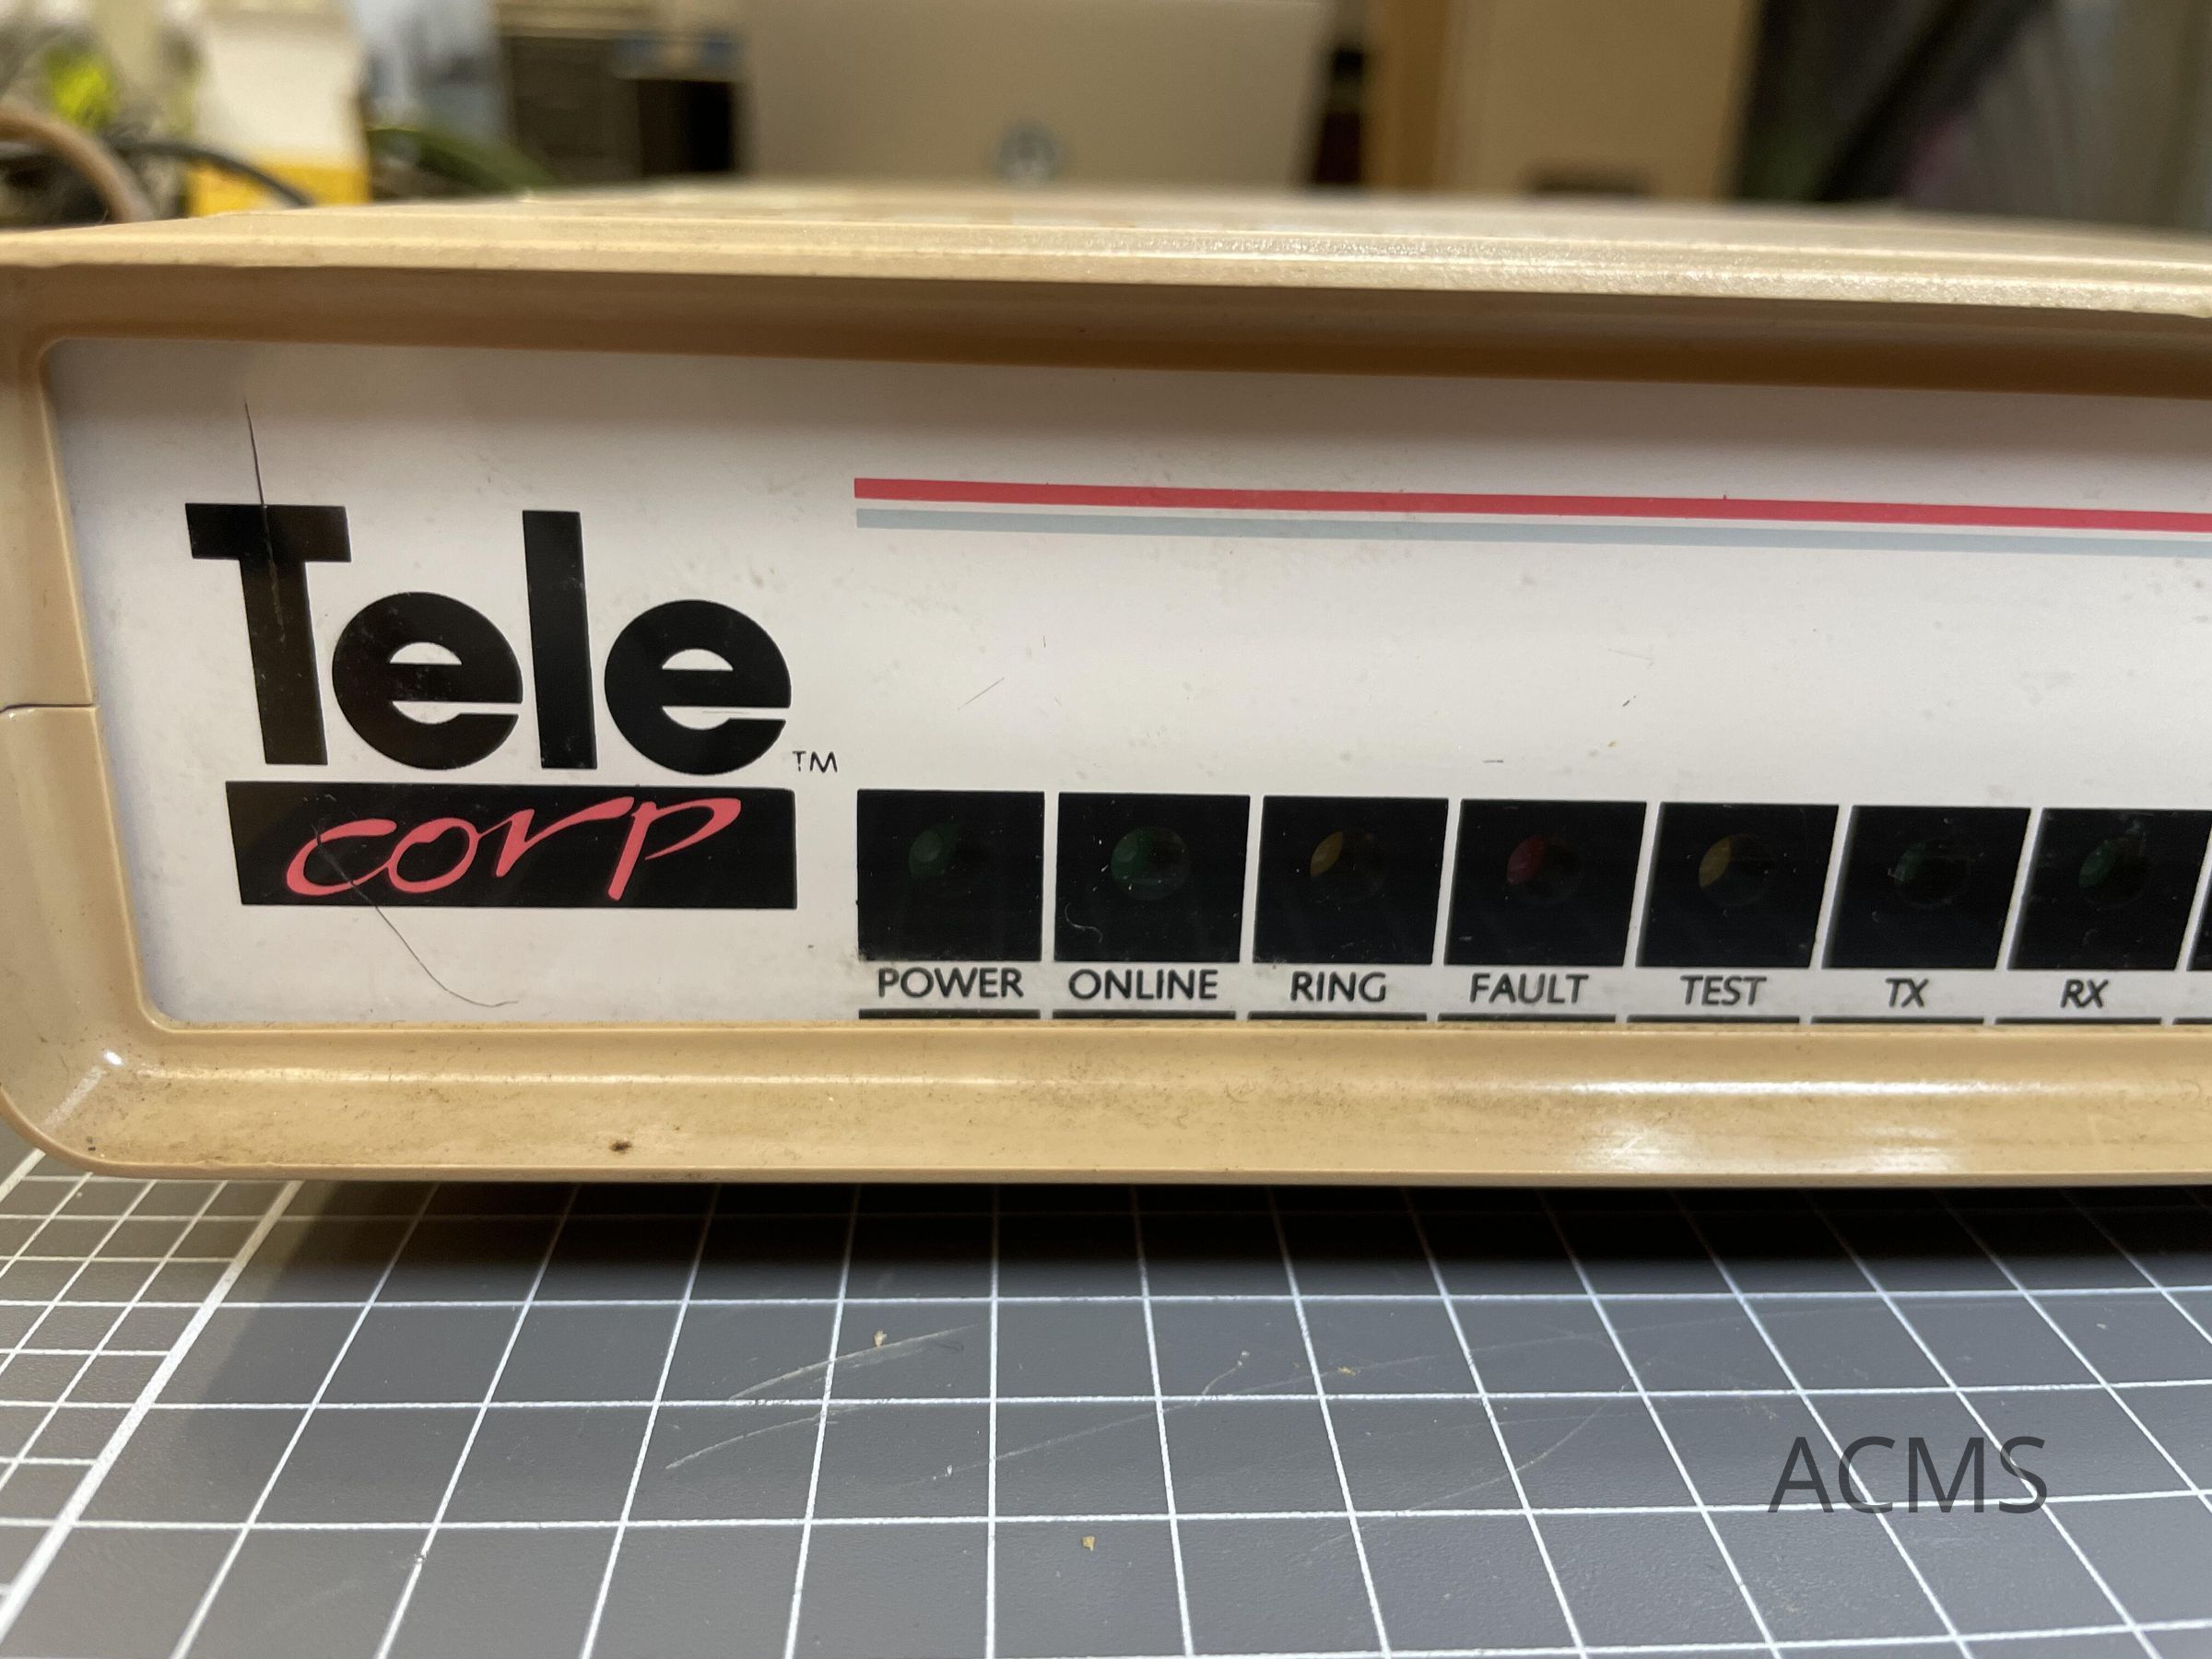 Tele
TM
corp
POWER ONLINE RING FAULT TEST TX RX
ACMS